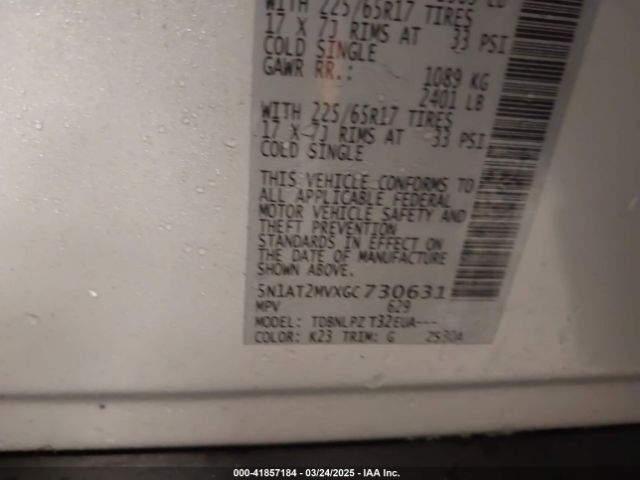 WITH 225/65R17 TIRES
17 X 7J RIMS AT 33 PSI
COLD SINGLE
GAWR RR.: 1089 KG
2401 LB
WITH 225/65R17 TIRES
17 X 7J RIMS AT 33 PSI
COLD SINGLE
THIS VEHICLE CONFORMS TO
ALL APPLICABLE FEDERAL
MOTOR VEHICLE SAFETY AND
THEFT PREVENTION
STANDARDS IN EFFECT ON
THE DATE OF MANUFACTURE
SHOWN ABOVE.
5N1AT2MVXGC730631
MPV 629
MODEL: TDBNLPZ T32EUA---
COLOR: K23 TRIM: G ZS30A
000-41857184 - 03/24/2025 - IAA Inc.